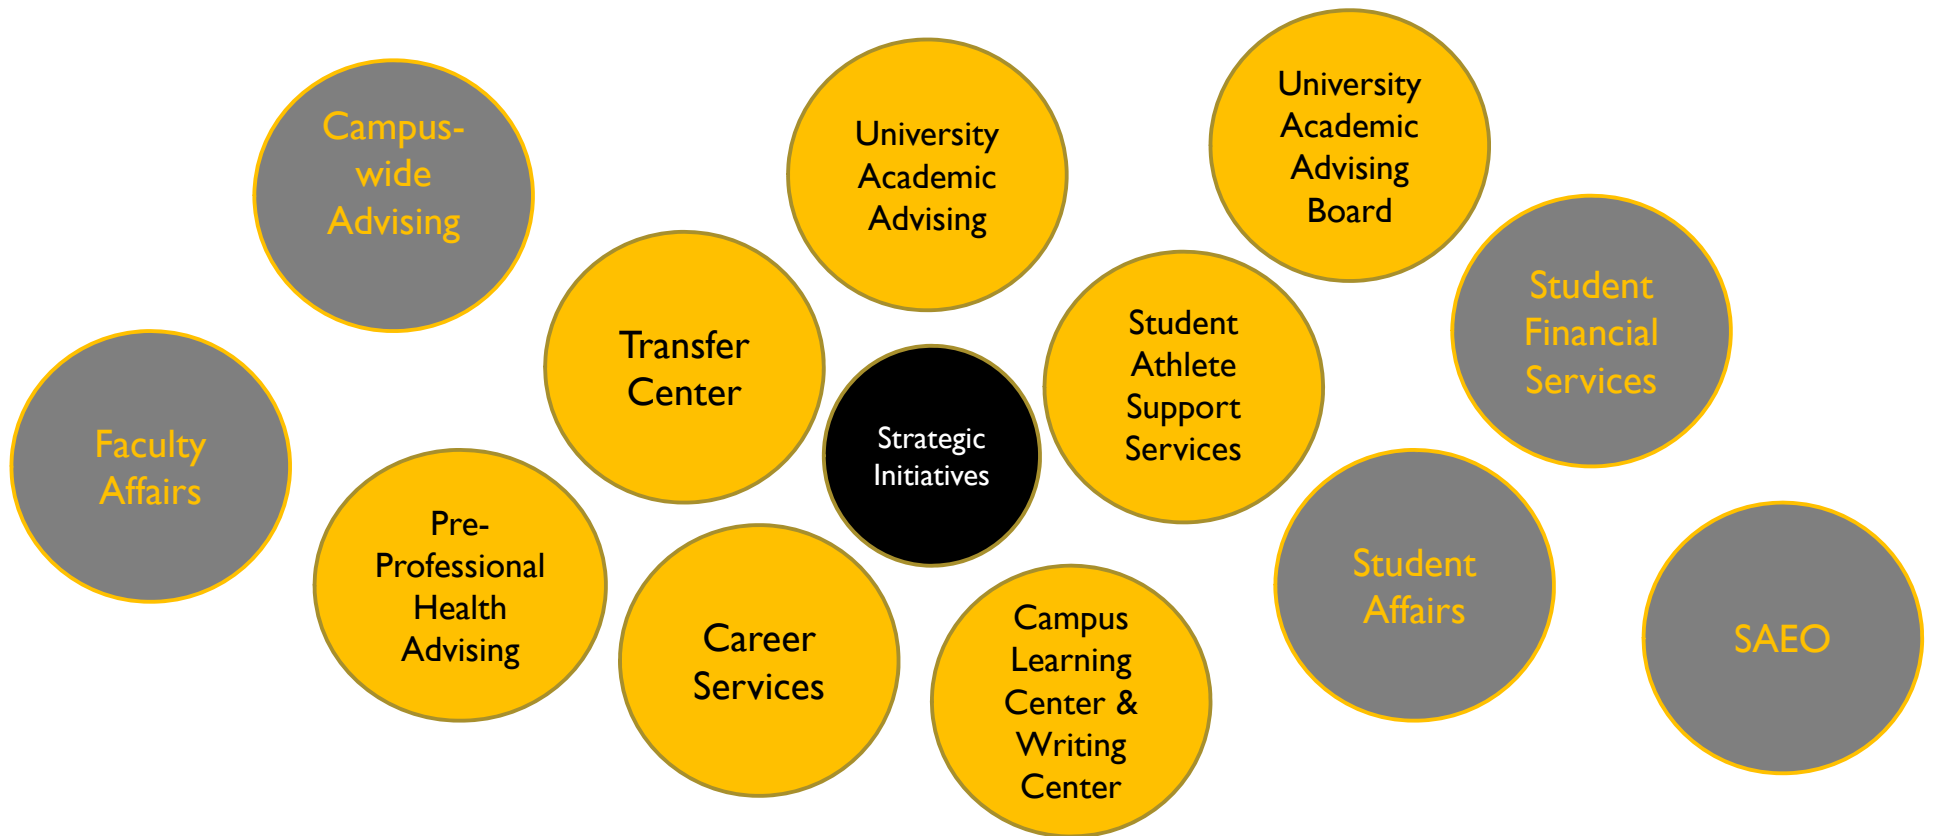 Campus-
wide
Advising
University
Academic
Advising
University
Academic
Advising
Board
Student
Financial
Services
Transfer
Center
Student
Athlete
Support
Services
Strategic
Initiatives
Faculty
Affairs
Pre-
Professional
Health
Advising
Career
Services
Campus
Learning
Center &
Writing
Center
Student
Affairs
SAEO